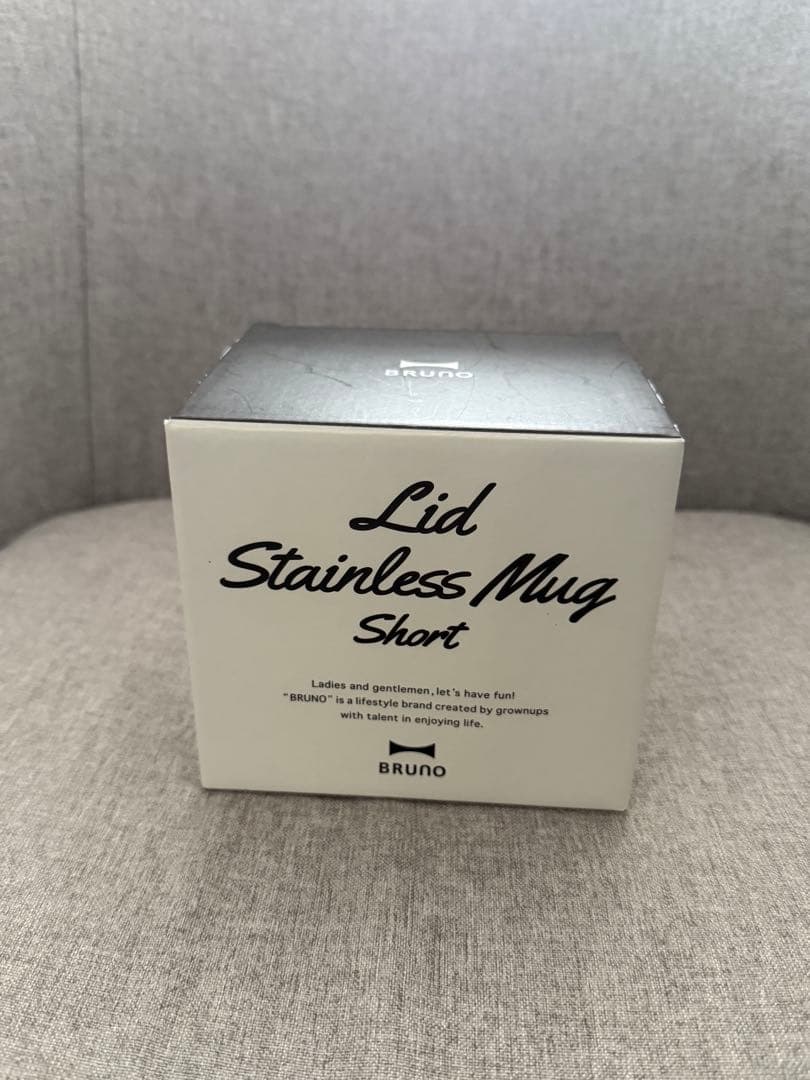 BRUNO
Lid
Stainless Mug
Short
Ladies and gentlemen, let's have fun!
"BRUNO" is a lifestyle brand created by grownups
with talent in enjoying life.
BRUNO